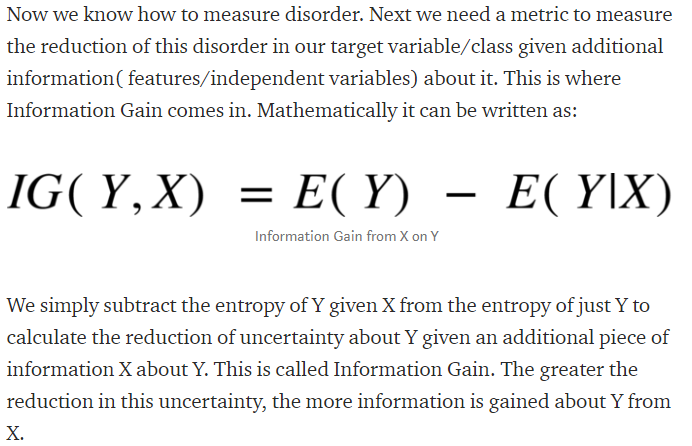 Now we know how to measure disorder. Next we need a metric to measure
the reduction of this disorder in our target variable/class given additional
information( features/independent variables) about it. This is where
Information Gain comes in. Mathematically it can be written as:
IG( Y, X) = E( Y) − E( Y|X)
Information Gain from X on Y
We simply subtract the entropy of Y given X from the entropy of just Y to
calculate the reduction of uncertainty about Y given an additional piece of
information X about Y. This is called Information Gain. The greater the
reduction in this uncertainty, the more information is gained about Y from
X.